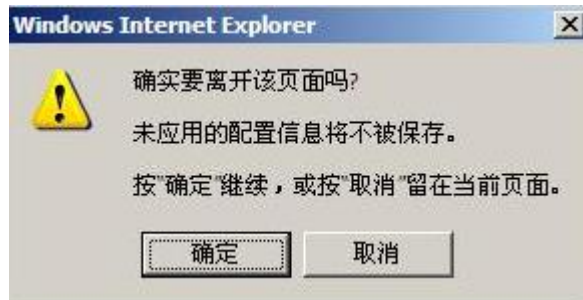 Windows Internet Explorer
确实要离开该页面吗?
未应用的配置信息将不被保存。
按"确定"继续，或按"取消"留在当前页面。
确定
取消